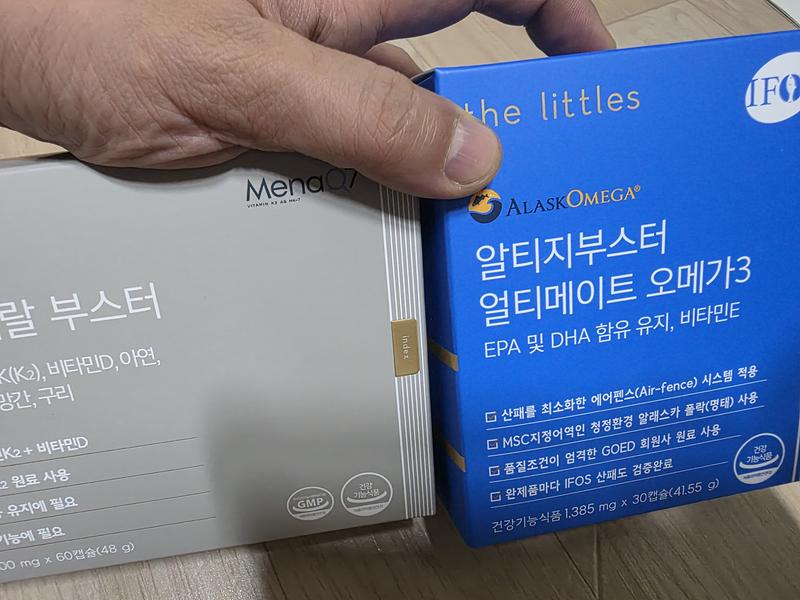 MenaQ7
VITAMIN K2 AS MK-7
랄 부스터
K(K₂), 비타민D, 아연,
망간, 구리
K₂ + 비타민D
2 원료 사용
유지에 필요
기능에 필요
00 mg x 60캡슐(48 g)
GMP
건강
기능식품
index
the littles
IFO
ALASKOMEGA®
알티지부스터
얼티메이트 오메가3
EPA 및 DHA 함유 유지, 비타민E
산패를 최소화한 에어펜스(Air-fence) 시스템 적용
MSC지정어역인 청정환경 알래스카 폴락(명태) 사용
품질조건이 엄격한 GOED 회원사 원료 사용
완제품마다 IFOS 산패도 검증완료
건강기능식품 1,385 mg x 30캡슐(41.55 g)
건강
기능식품